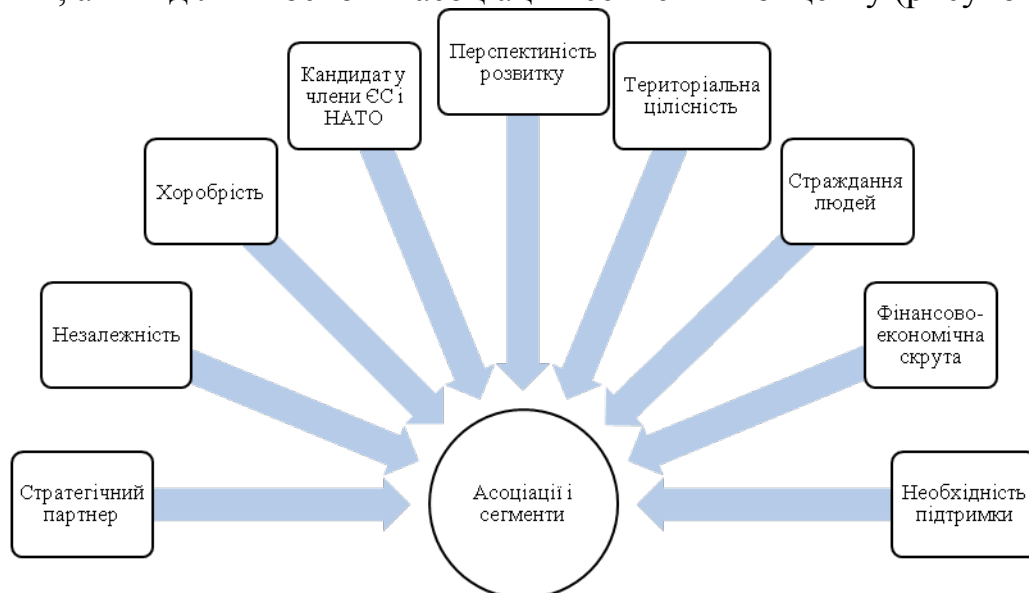 Перспектиність
розвитку
Кандидат у
члени ЄС і
НАТО
Територіальна
цілісність
Хоробрість
Страждання
людей
Незалежність
Фінансово-
економічна
скрута
Стратегічний
партнер
Асоціації і
сегменти
Необхідність
підтримки